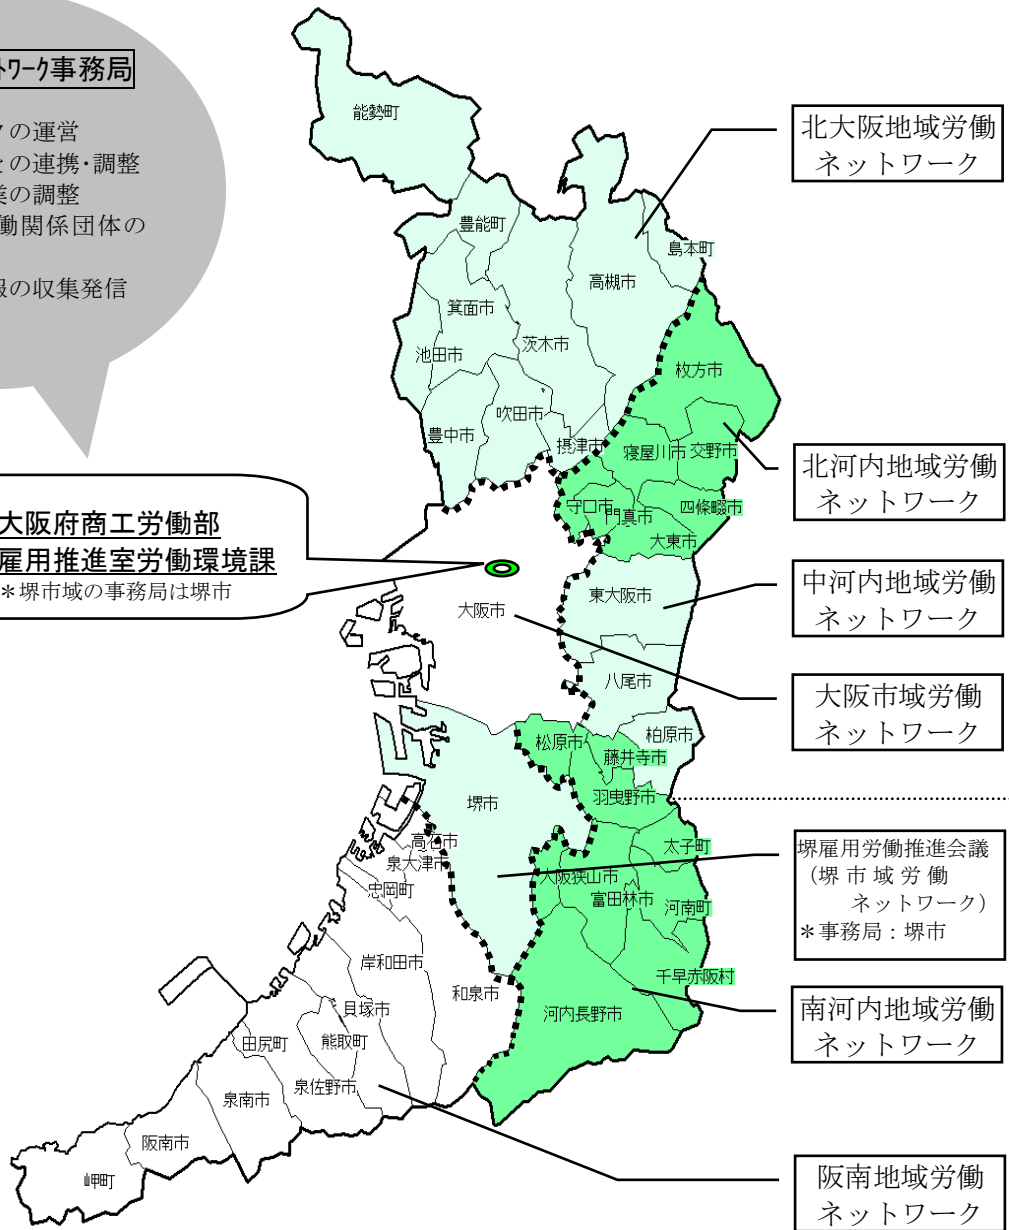 ﾄﾜｰｸ事務局
の運営
との連携・調整
業の調整
働関係団体の
報の収集発信
大阪府商工労働部
雇用推進室労働環境課
＊堺市域の事務局は堺市
能勢町
豊能町
島本町
高槻市
箕面市
茨木市
池田市
枚方市
吹田市
豊中市
摂津市
寝屋川市
交野市
守口市
門真市
四條畷市
大東市
東大阪市
大阪市
八尾市
柏原市
松原市
藤井寺市
羽曳野市
堺市
高石市
泉大津市
忠岡町
太子町
大阪狭山市
富田林市
河南町
千早赤阪村
岸和田市
和泉市
貝塚市
河内長野市
田尻町
熊取町
泉佐野市
泉南市
阪南市
岬町
北大阪地域労働
ネットワーク
北河内地域労働
ネットワーク
中河内地域労働
ネットワーク
大阪市域労働
ネットワーク
堺雇用労働推進会議
（堺市域労働
ネットワーク）
＊事務局：堺市
南河内地域労働
ネットワーク
阪南地域労働
ネットワーク